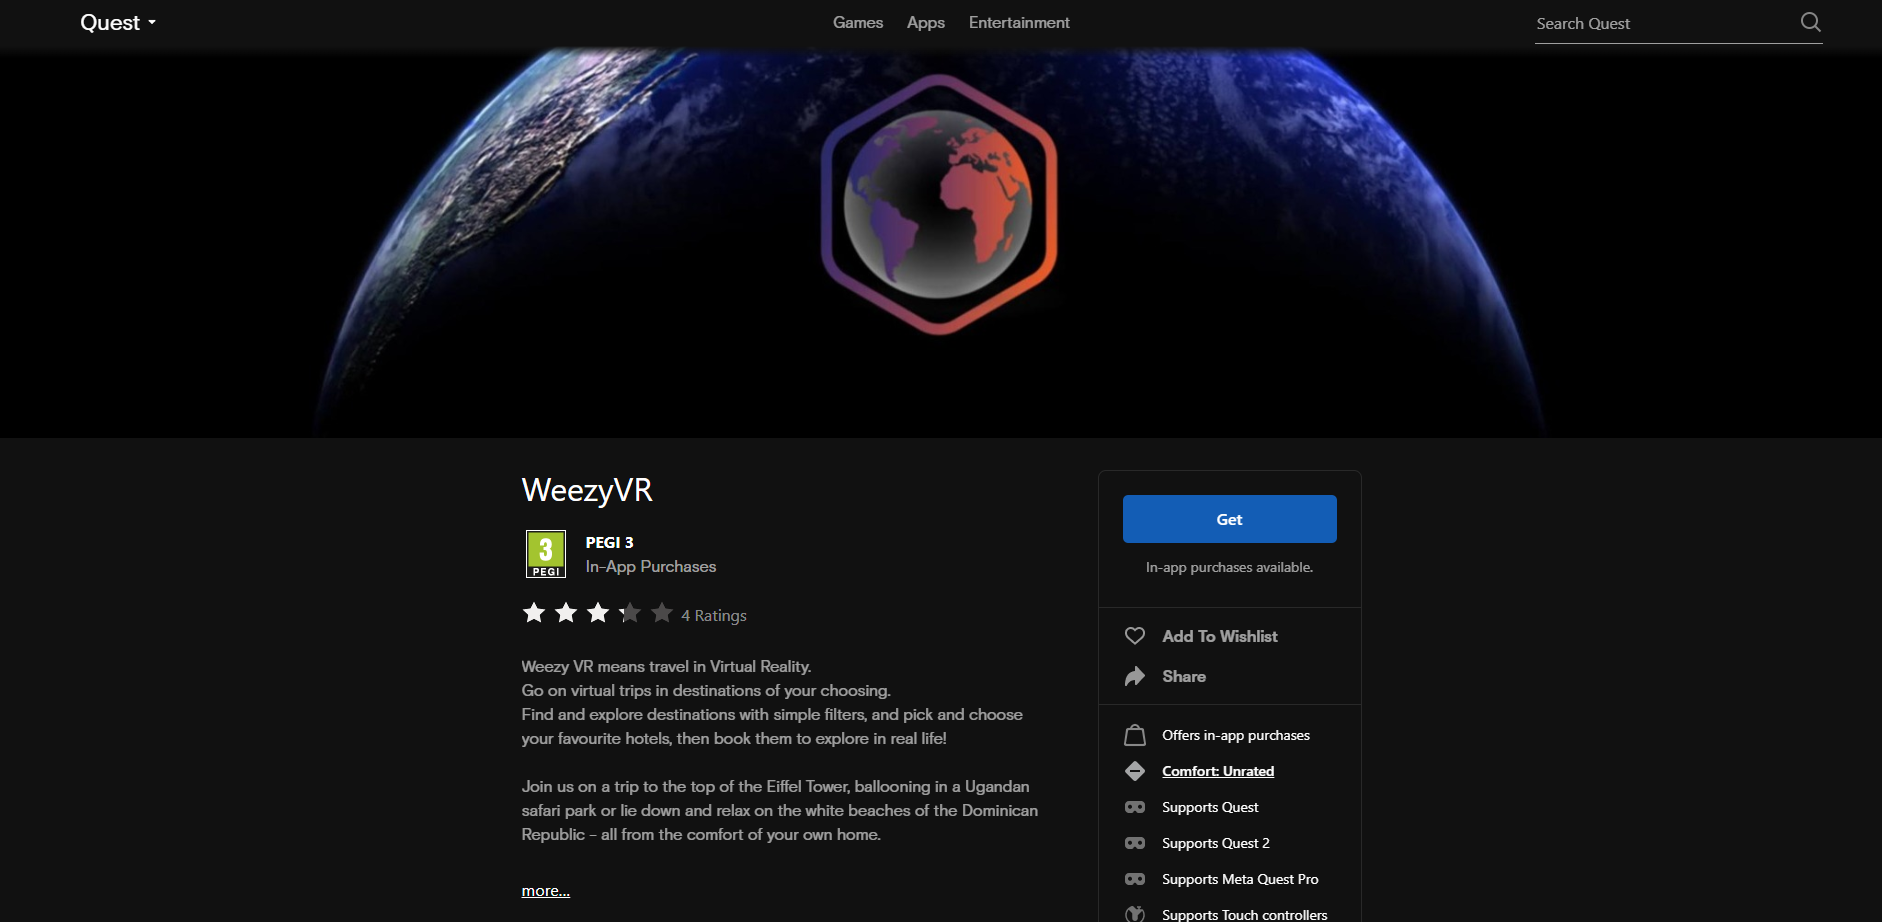 Quest
Games
Apps
Entertainment
Search Quest
WeezyVR
3
PEGI
PEGI 3
In-App Purchases
4 Ratings
Weezy VR means travel in Virtual Reality.
Go on virtual trips in destinations of your choosing.
Find and explore destinations with simple filters, and pick and choose
your favourite hotels, then book them to explore in real life!
Join us on a trip to the top of the Eiffel Tower, ballooning in a Ugandan
safari park or lie down and relax on the white beaches of the Dominican
Republic - all from the comfort of your own home.
more...
Get
In-app purchases available.
Add To Wishlist
Share
Offers in-app purchases
Comfort: Unrated
Supports Quest
Supports Quest 2
Supports Meta Quest Pro
Supports Touch controllers